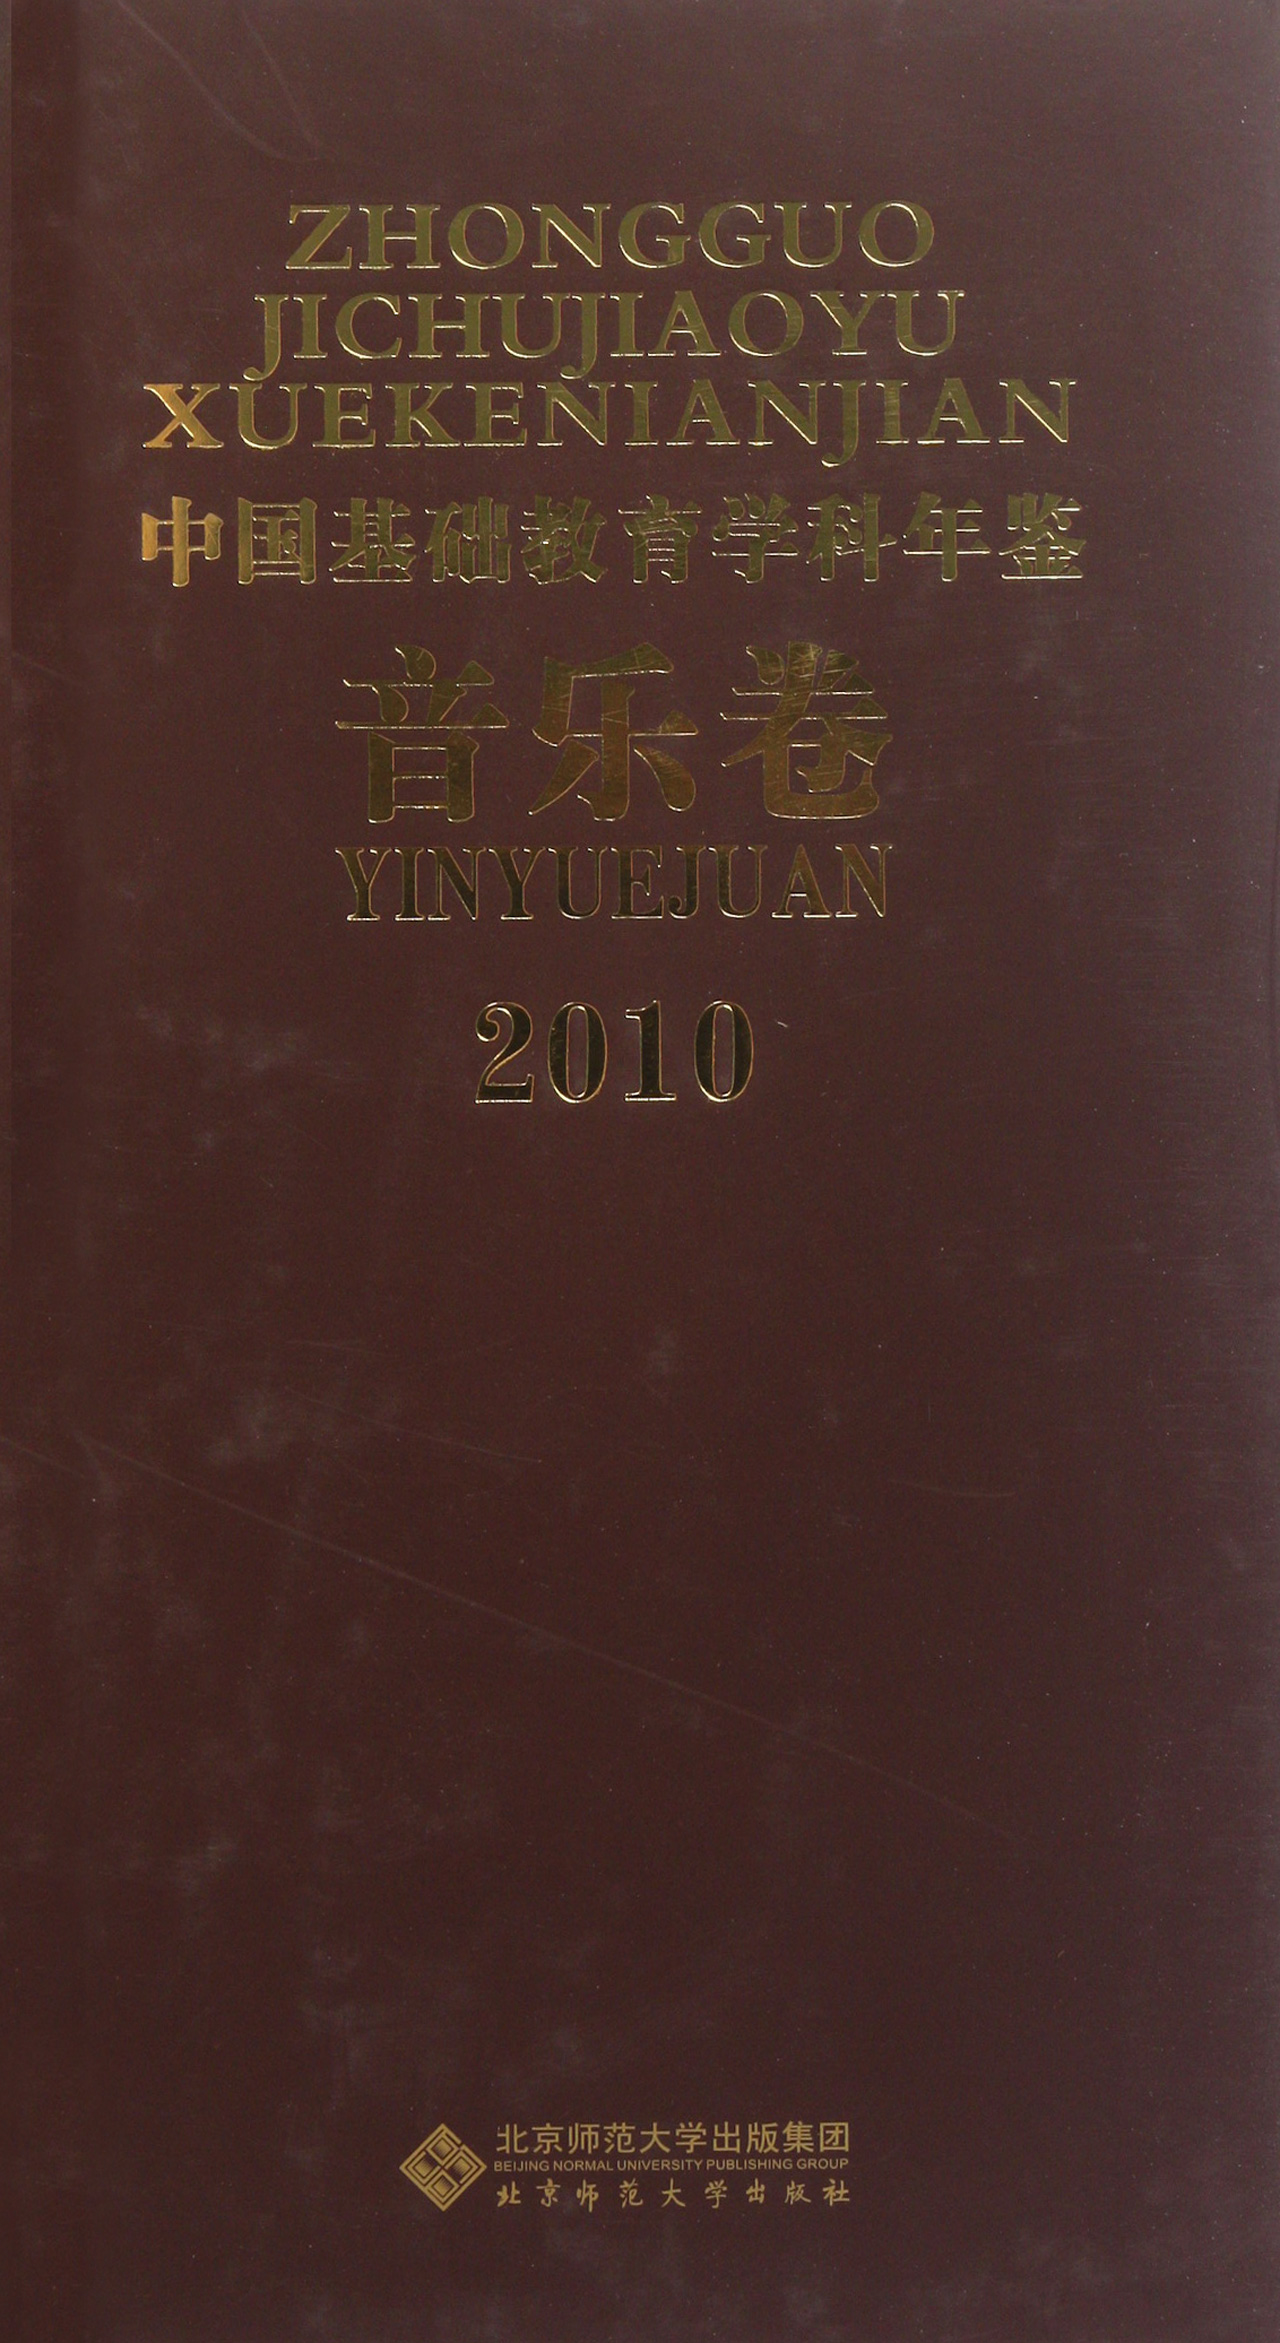 ZHONGGUO
JICHUJIAOYU
XUEKENIANJIAN
中国基础教育学科年鉴
音乐卷
YINYUEJUAN
2010
北京师范大学出版集团
BEIJING NORMAL UNIVERSITY PUBLISHING GROUP
北京师范大学出版社